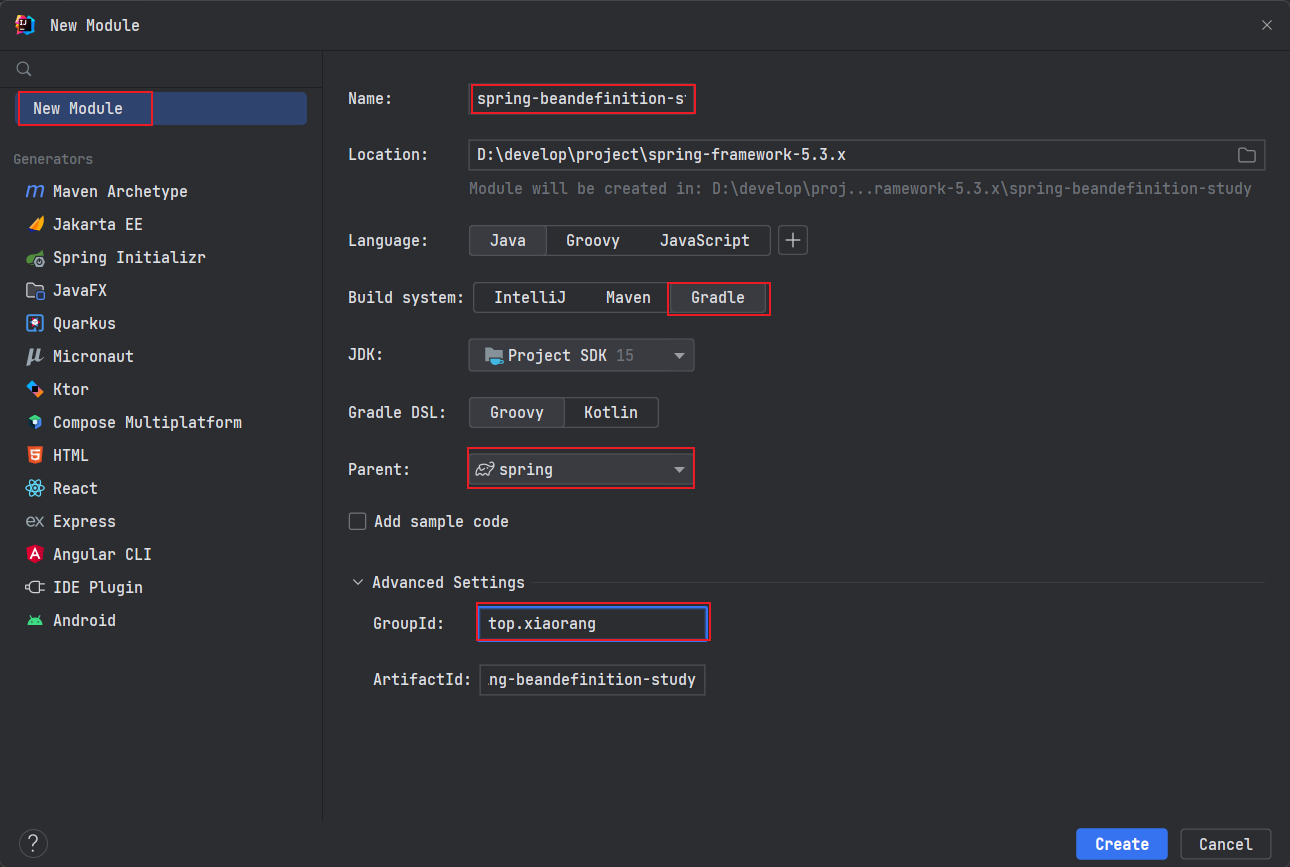 New Module
New Module
Generators
Maven Archetype
Jakarta EE
Spring Initializr
JavaFX
Quarkus
Micronaut
Ktor
Compose Multiplatform
HTML
React
Express
Angular CLI
IDE Plugin
Android
Name: spring-beandefinition-s
Location: D:\develop\project\spring-framework-5.3.x
Module will be created in: D:\develop\proj...ramework-5.3.x\spring-beandefinition-study
Language: Java Groovy JavaScript +
Build system: IntelliJ Maven Gradle
JDK: Project SDK 15
Gradle DSL: Groovy Kotlin
Parent: spring
Add sample code
Advanced Settings
GroupId: top.xiaorang
ArtifactId: ng-beandefinition-study
? Create Cancel